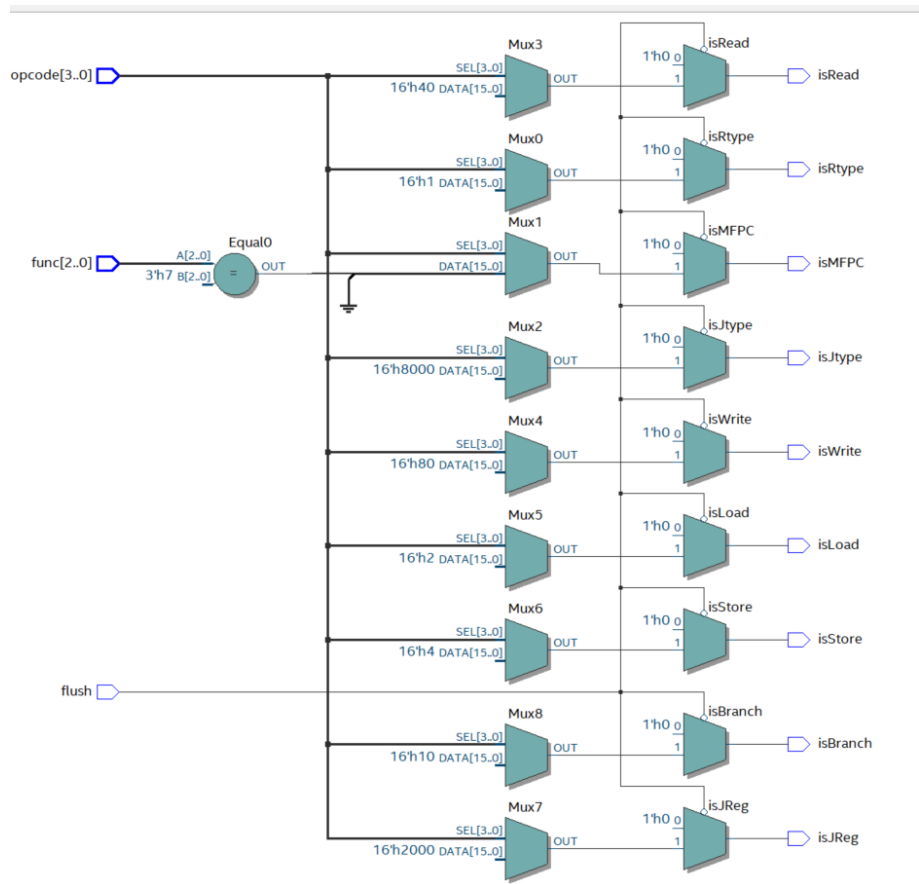 Mux3
isRead
opcode[3..0]
SEL[3..0]
1'h0 0
OUT
1
isRead
16'h40 DATA[15..0]
Mux0
isRtype
SEL[3..0]
1'h0 0
OUT
1
isRtype
16'h1 DATA[15..0]
Mux1
isMFPC
Equal0
SEL[3..0]
1'h0 0
func[2..0]
A[2..0]
=
OUT
DATA[15..0]
OUT
1
isMFPC
3'h7 B[2..0]
Mux2
isJtype
SEL[3..0]
1'h0 0
OUT
1
isJtype
16'h8000 DATA[15..0]
Mux4
isWrite
SEL[3..0]
1'h0 0
OUT
1
isWrite
16'h80 DATA[15..0]
Mux5
isLoad
SEL[3..0]
1'h0 0
OUT
1
isLoad
16'h2 DATA[15..0]
Mux6
isStore
SEL[3..0]
1'h0 0
OUT
1
isStore
16'h4 DATA[15..0]
flush
Mux8
isBranch
SEL[3..0]
1'h0 0
OUT
1
isBranch
16'h10 DATA[15..0]
Mux7
isJReg
SEL[3..0]
1'h0 0
OUT
1
isJReg
16'h2000 DATA[15..0]